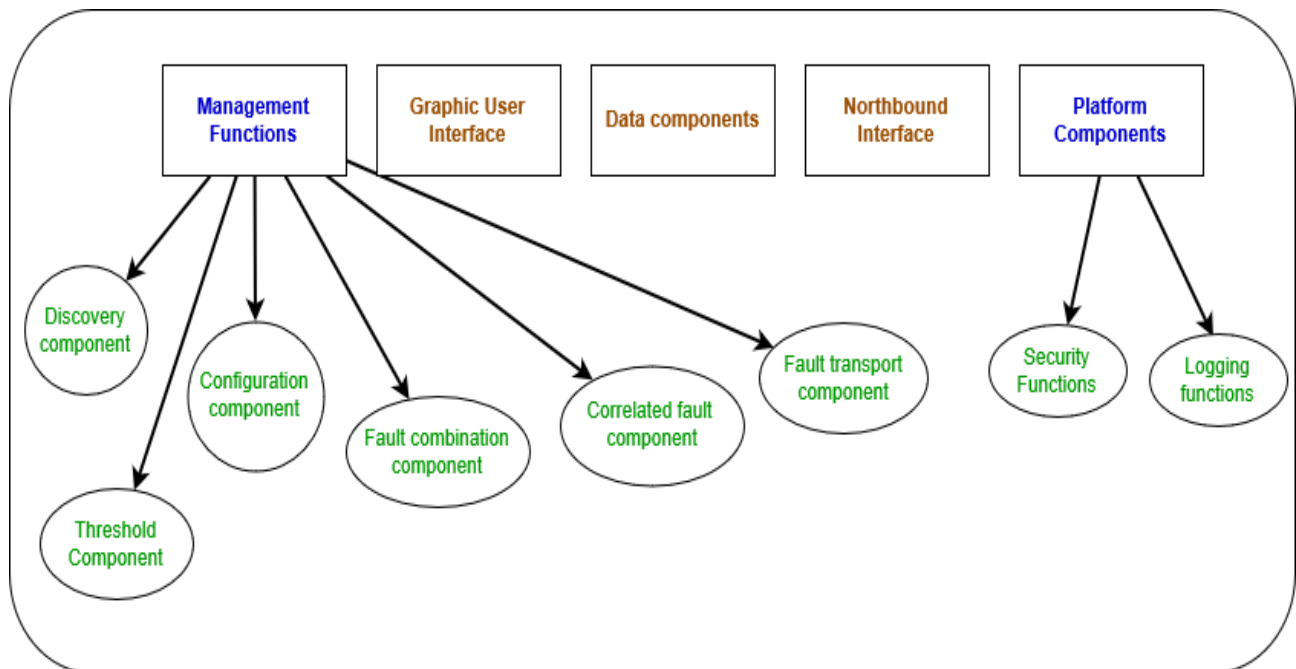 Management
Functions
Graphic User
Interface
Data components
Northbound
Interface
Platform
Components
Discovery
component
Configuration
component
Fault combination
component
Correlated fault
component
Fault transport
component
Security
Functions
Logging
functions
Threshold
Component